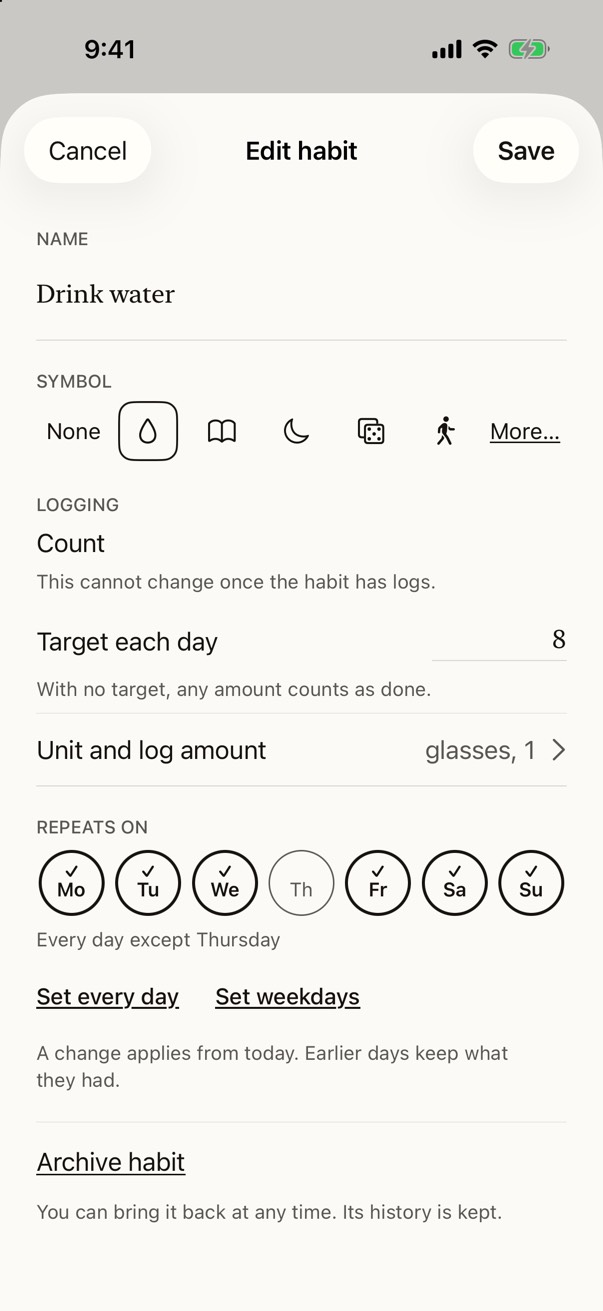 9:41
Cancel Edit habit Save
NAME
Drink water
SYMBOL
None More...
LOGGING
Count
This cannot change once the habit has logs.
Target each day 8
With no target, any amount counts as done.
Unit and log amount glasses, 1
REPEATS ON
Mo Tu We Th Fr Sa Su
Every day except Thursday
Set every day Set weekdays
A change applies from today. Earlier days keep what
they had.
Archive habit
You can bring it back at any time. Its history is kept.